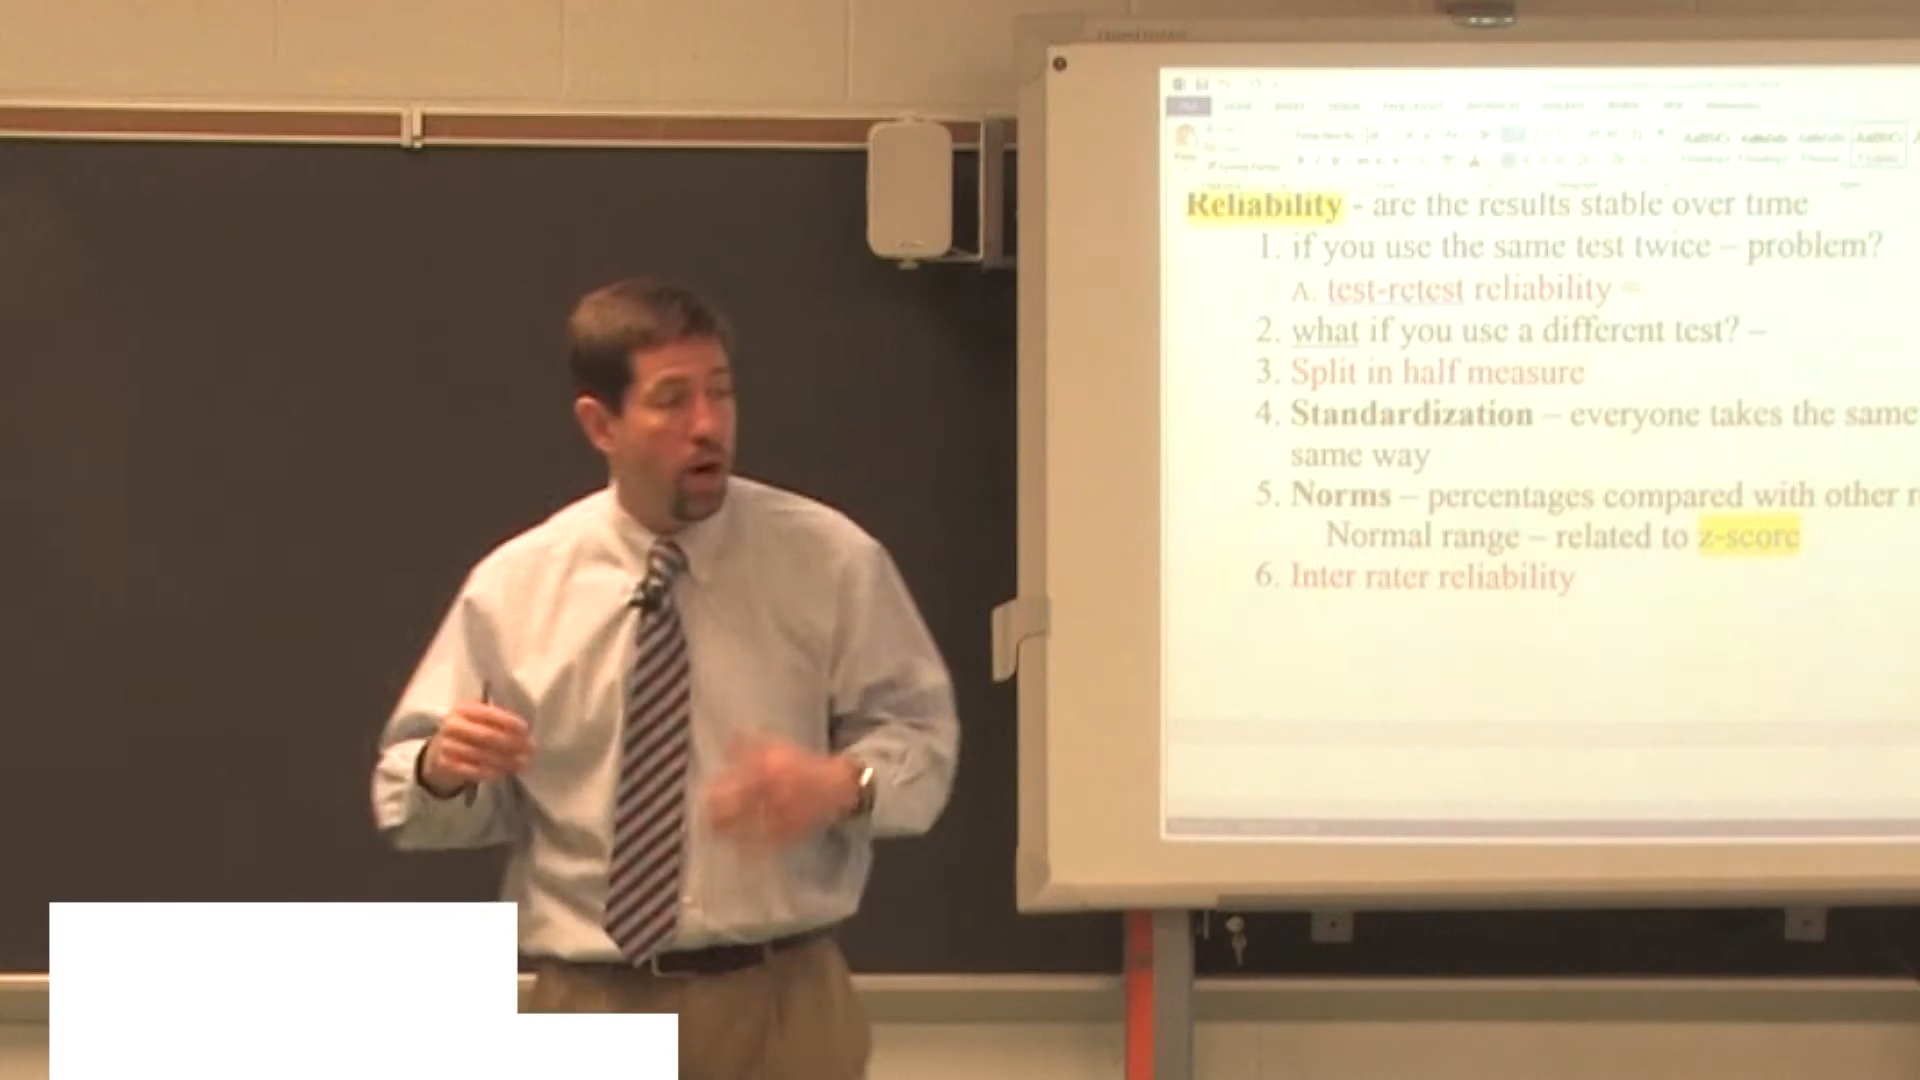 Reliability - are the results stable over time
1. if you use the same test twice – problem?
A. test-retest reliability =
2. what if you use a different test? –
3. Split in half measure
4. Standardization – everyone takes the same
same way
5. Norms – percentages compared with other
Normal range – related to z-score
6. Inter rater reliability